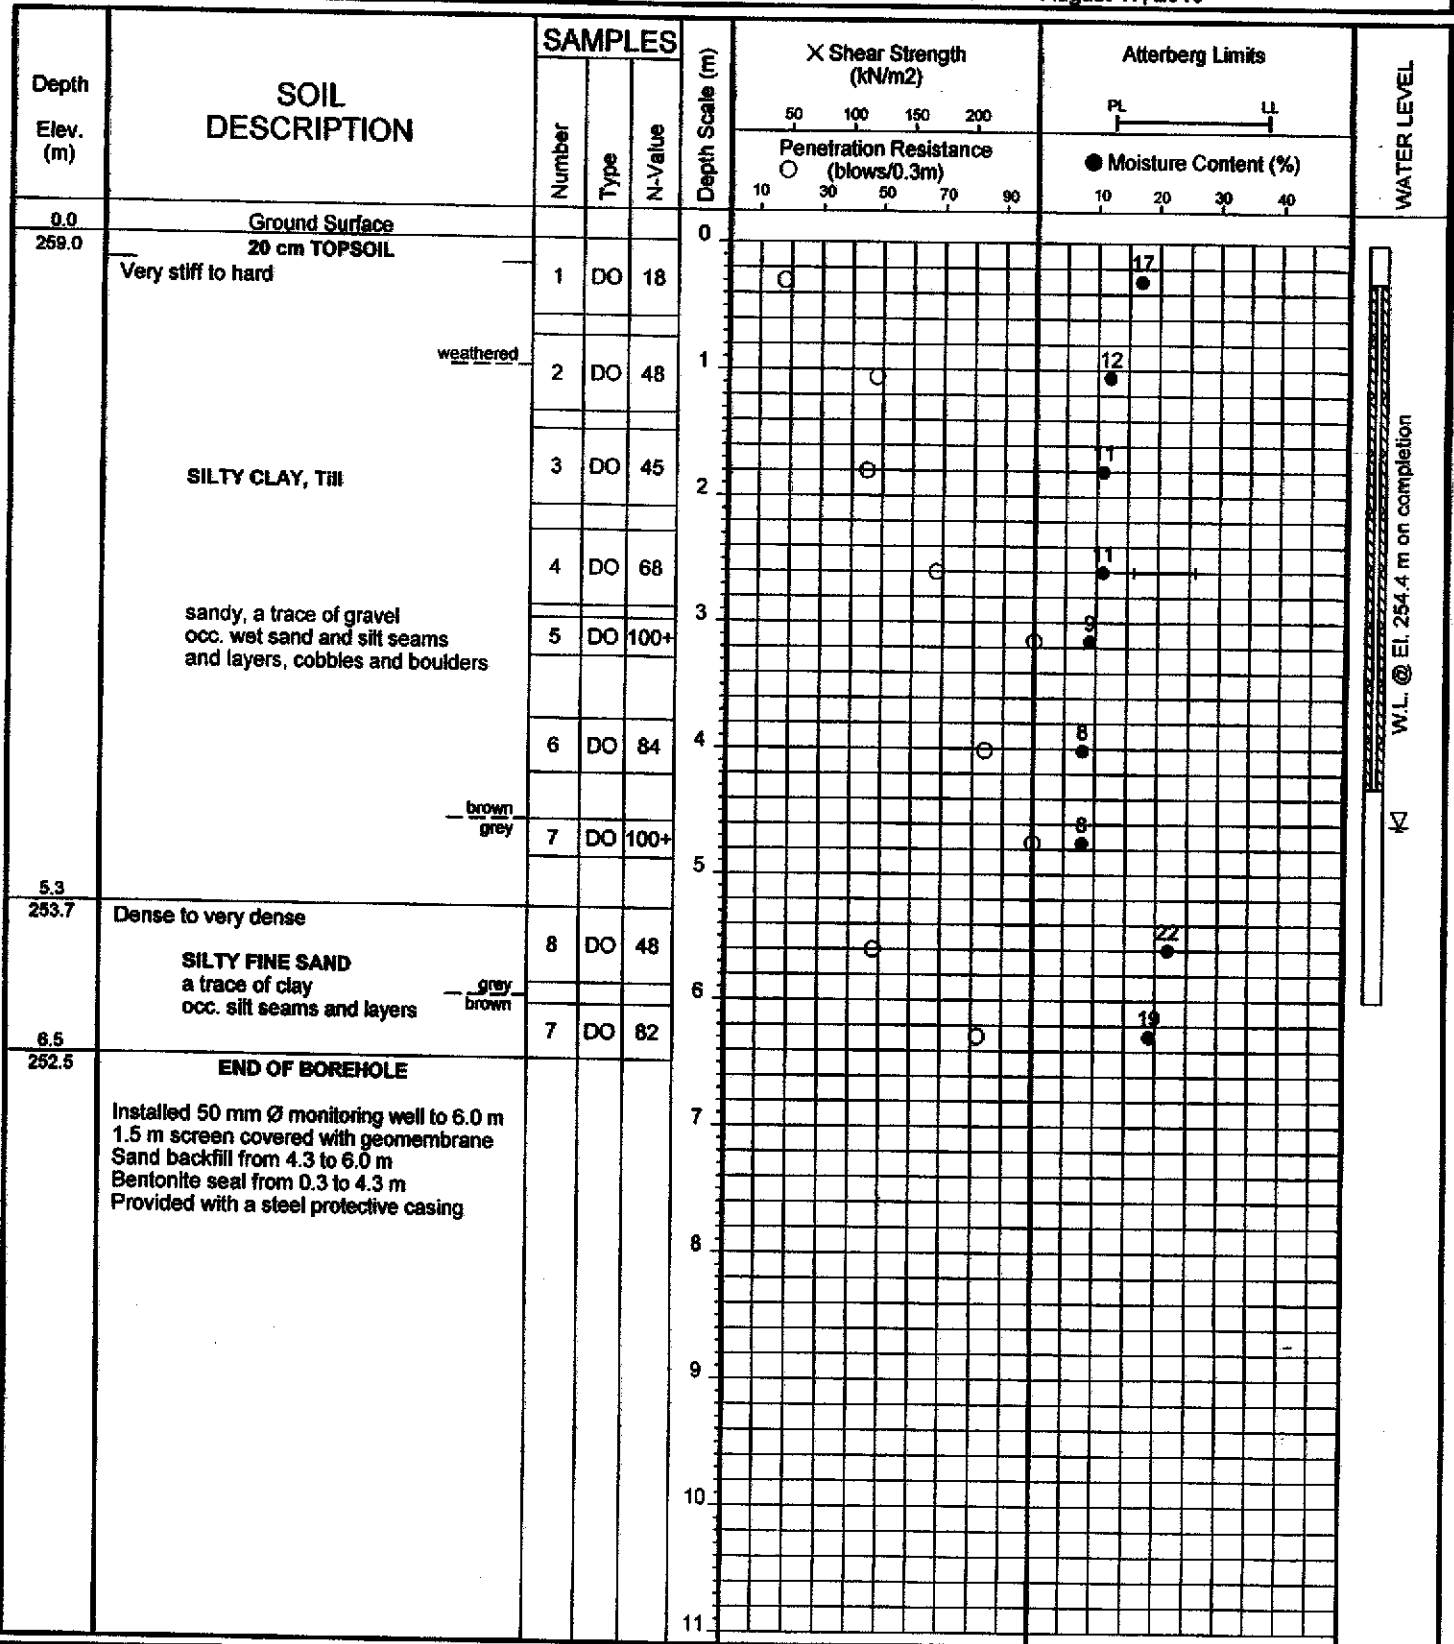 SAMPLES
Depth
Elev.
(m)
SOIL
DESCRIPTION
Number
Type
N-Value
Depth Scale (m)
X Shear Strength
(kN/m2)
50 100 150 200
Penetration Resistance
O (blows/0.3m)
10 30 50 70 90
Atterberg Limits
PL LL
● Moisture Content (%)
10 20 30 40
WATER LEVEL
0.0 Ground Surface
259.0 20 cm TOPSOIL
0
Very stiff to hard
1 DO 18 17
weathered
1
2 DO 48 12
SILTY CLAY, Till
3 DO 45 11
2
4 DO 68 11
sandy, a trace of gravel
occ. wet sand and silt seams
and layers, cobbles and boulders
3
5 DO 100+ 9
6 DO 84 4 8
brown
grey
7 DO 100+ 8
5
W.L. @ El. 254.4 m on completion
5.3
253.7 Dense to very dense
8 DO 48 22
SILTY FINE SAND
a trace of clay
occ. silt seams and layers
grey
brown
6
7 DO 82 19
6.5
252.5 END OF BOREHOLE
Installed 50 mm Ø monitoring well to 6.0 m
1.5 m screen covered with geomembrane
Sand backfill from 4.3 to 6.0 m
Bentonite seal from 0.3 to 4.3 m
Provided with a steel protective casing
7
8
9
10
11